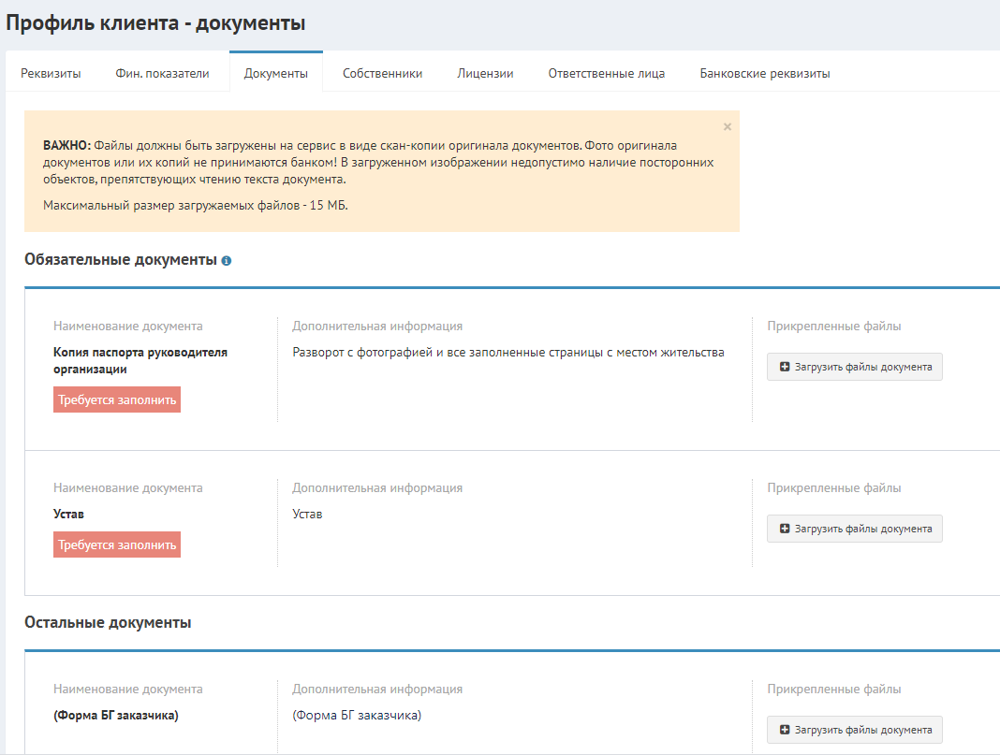 Профиль клиента - документы
Реквизиты Фин. показатели Документы Собственники Лицензии Ответственные лица Банковские реквизиты
×
ВАЖНО: Файлы должны быть загружены на сервис в виде скан-копии оригинала документов. Фото оригинала
документов или их копий не принимаются банком! В загруженном изображении недопустимо наличие посторонних
объектов, препятствующих чтению текста документа.
Максимальный размер загружаемых файлов - 15 МБ.
Обязательные документы
Наименование документа Дополнительная информация Прикрепленные файлы
Копия паспорта руководителя
организации
Разворот с фотографией и все заполненные страницы с местом жительства
Загрузить файлы документа
Требуется заполнить
Наименование документа Дополнительная информация Прикрепленные файлы
Устав Устав
Загрузить файлы документа
Требуется заполнить
Остальные документы
Наименование документа Дополнительная информация Прикрепленные файлы
(Форма БГ заказчика) (Форма БГ заказчика)
Загрузить файлы документа